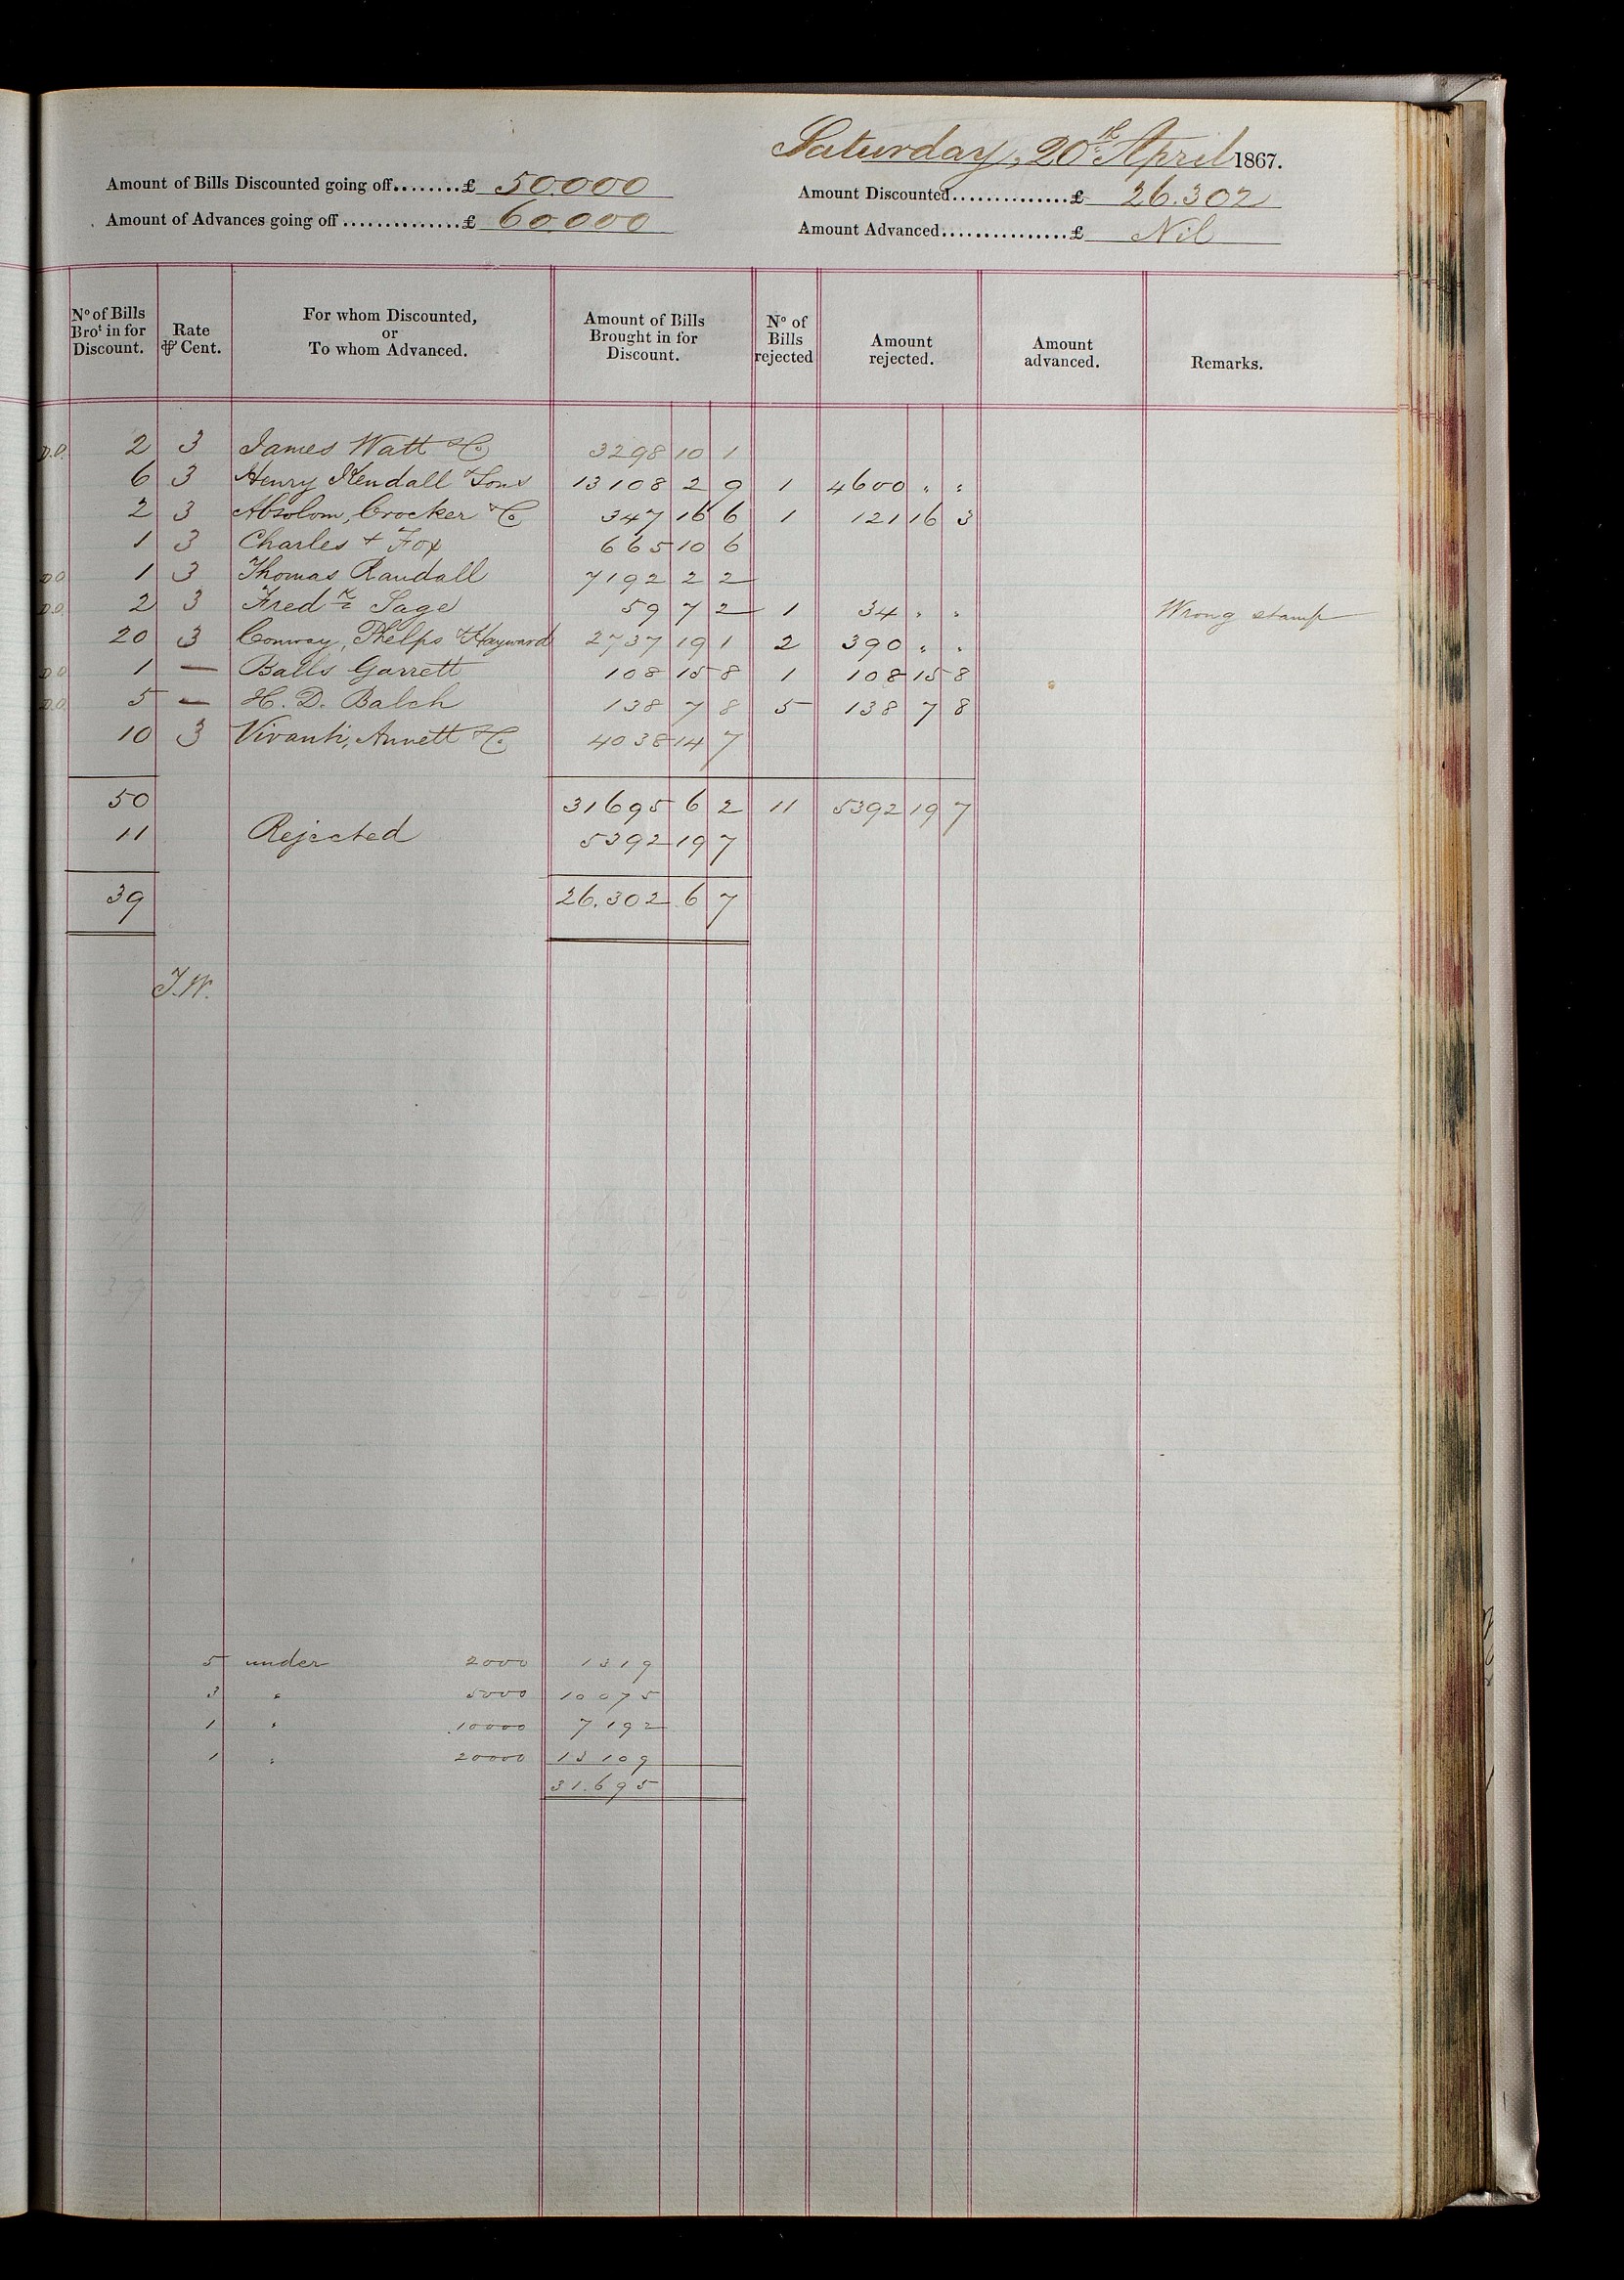 Saturday, 20th April 1867.
Amount of Bills Discounted going off........£ 50.000
Amount Discounted..............£ 26.302
Amount of Advances going off..............£ 60.000
Amount Advanced................£ Nil
No of Bills Brot in for Discount. Rate ⅌ Cent. For whom Discounted, or To whom Advanced. Amount of Bills Brought in for Discount. No of Bills rejected Amount rejected. Amount advanced. Remarks.
D.O. 2 3 James Watt & Co 3298 10 1
6 3 Henry Kendall & Sons 13108 2 9 1 4600 " "
2 3 Absolom, Crocker & Co 347 16 6 1 121 16 3
1 3 Charles & Fox 665 10 6
D.O. 1 3 Thomas Randall 7192 2 2
D.O. 2 3 Fredk Sage 59 7 2 1 34 " " Wrong stamp
20 3 Conway, Phelps & Hayward 2737 19 1 2 390 " "
D.O. 1 — Balls Garrett 108 15 8 1 108 15 8
D.O. 5 — H. D. Balch 138 7 8 5 138 7 8
10 3 Vivanti, Annett & Co 4038 14 7
50 31695 6 2 11 5392 19 7
11 Rejected 5392 19 7
39 26.302 6 7
J.W.
5 under 2000 1319
3 " 5000 10075
1 " 10000 7192
1 " 20000 13109
31.695